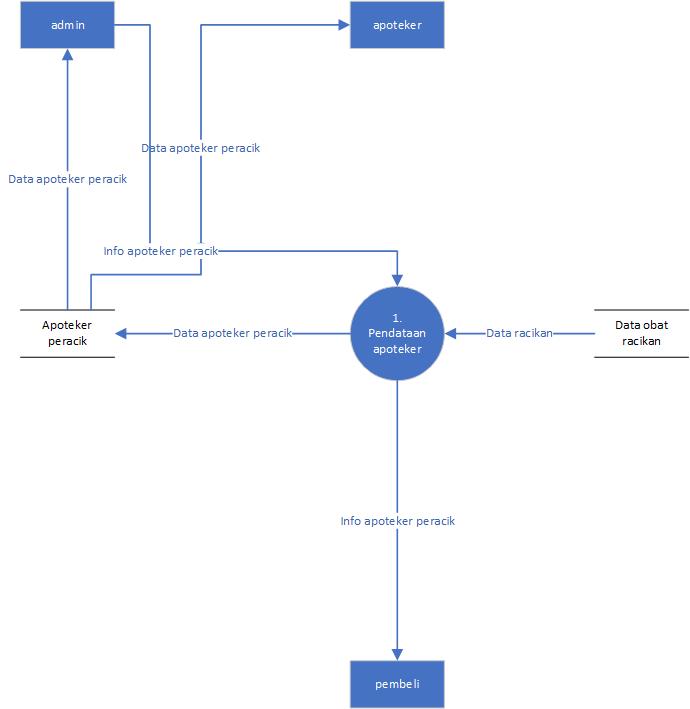 admin
apoteker
Data apoteker peracik
Data apoteker peracik
Info apoteker peracik
1.
Pendataan
apoteker
Apoteker
peracik
Data apoteker peracik
Data racikan
Data obat
racikan
Info apoteker peracik
pembeli